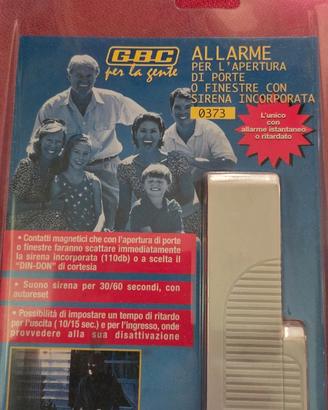 G.B.C
per la gente
ALLARME
PER L'APERTURA
DI PORTE
O FINESTRE CON
SIRENA INCORPORATA
0373
L'unico
con
allarme istantaneo
o ritardato
• Contatti magnetici che con l'apertura di porte
o finestre faranno scattare immediatamente
la sirena incorporata (110db) o a scelta il
"DIN-DON" di cortesia
• Suono sirena per 30/60 secondi, con
autoreset
• Possibilità di impostare un tempo di ritardo
per l'uscita ( 10/15 sec.) e per l'ingresso, onde
provvedere alla sua disattivazione